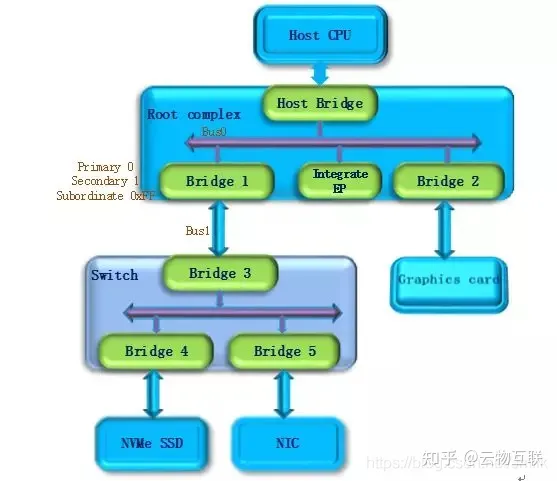 Host CPU
Host Bridge
Root complex
Bus0
Primary 0
Secondary 1
Subordinate 0xFF
Bridge 1
Integrate
EP
Bridge 2
Bus1
Switch
Bridge 3
Graphics card
Bridge 4
Bridge 5
NVMe SSD
NIC
知乎 @云物互联